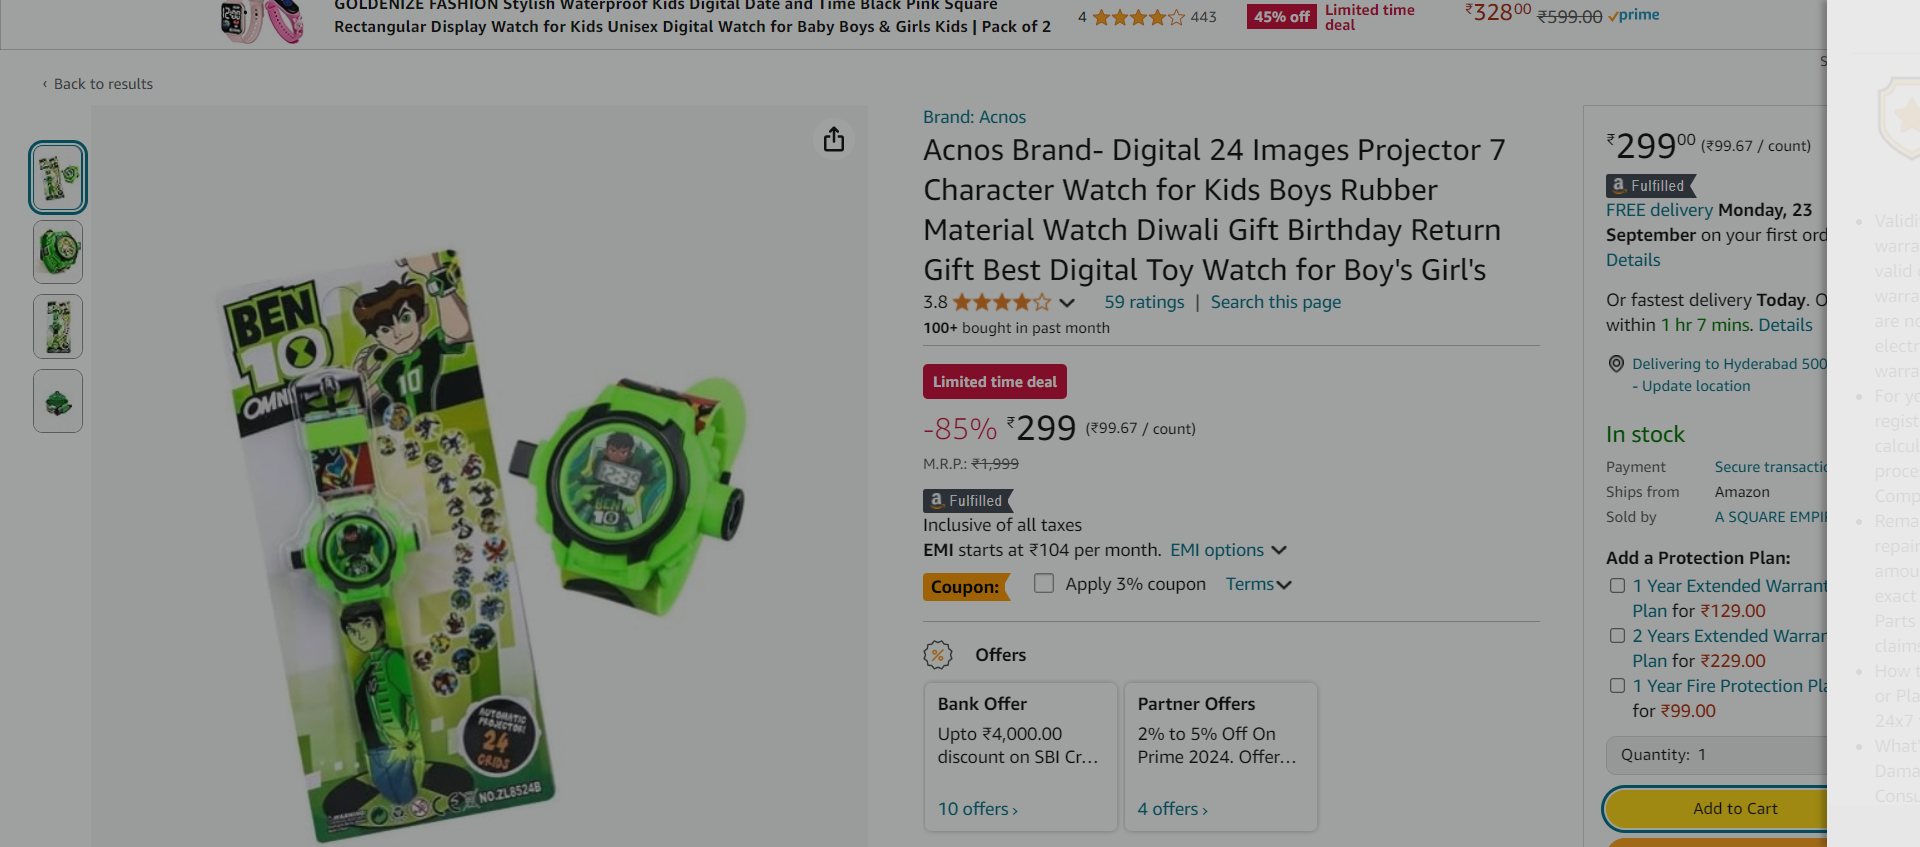 GOLDENIZE FASHION Stylish Waterproof Kids Digital Date and Time Black Pink Square
Rectangular Display Watch for Kids Unisex Digital Watch for Baby Boys & Girls Kids | Pack of 2
4 443
45% off
Limited time
deal
₹32800 ₹599.00 prime
‹ Back to results
BEN
10
10
AUTOMATIC
PROJECTOR!
24
GRIDS
WARNING
NO.ZL8524B
BEN
10
Brand: Acnos
Acnos Brand- Digital 24 Images Projector 7
Character Watch for Kids Boys Rubber
Material Watch Diwali Gift Birthday Return
Gift Best Digital Toy Watch for Boy's Girl's
3.8 59 ratings | Search this page
100+ bought in past month
Limited time deal
-85% ₹299 (₹99.67 / count)
M.R.P.: ₹1,999
a Fulfilled
Inclusive of all taxes
EMI starts at ₹104 per month. EMI options
Coupon: Apply 3% coupon Terms
% Offers
Bank Offer
Upto ₹4,000.00
discount on SBI Cr…
10 offers ›
Partner Offers
2% to 5% Off On
Prime 2024. Offer…
4 offers ›
₹29900 (₹99.67 / count)
a Fulfilled
FREE delivery Monday, 23
September on your first ord
Details
Or fastest delivery Today. O
within 1 hr 7 mins. Details
Delivering to Hyderabad 500
- Update location
In stock
Payment Secure transactio
Ships from Amazon
Sold by A SQUARE EMPI
Add a Protection Plan:
1 Year Extended Warrant
Plan for ₹129.00
2 Years Extended Warrar
Plan for ₹229.00
1 Year Fire Protection Pla
for ₹99.00
Quantity: 1
Add to Cart
Validi
warra
valid
warra
are no
electr
warra
For yo
regist
calcul
proce
Comp
Rema
repair
amou
exact
Parts
claims
How t
or Pla
24x7
What'
Dama
Consu